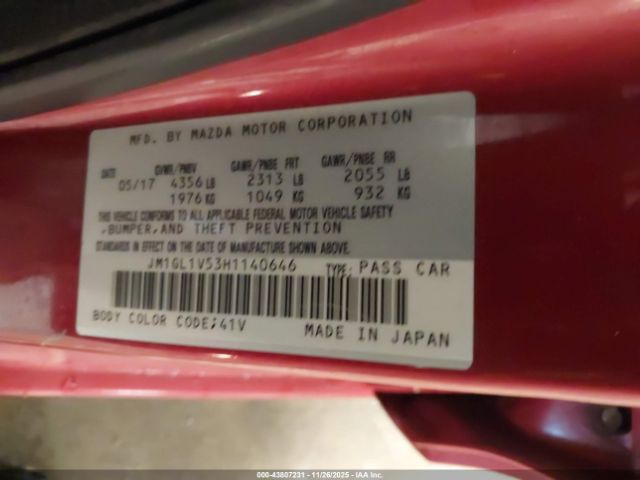 MFD. BY MAZDA MOTOR CORPORATION
DATE GVWR/PNBV GAWR/PNBE FRT GAWR/PNBE RR
05/17 4356 LB 2313 LB 2055 LB
1976 KG 1049 KG 932 KG
THIS VEHICLE CONFORMS TO ALL APPLICABLE FEDERAL MOTOR VEHICLE SAFETY
,BUMPER,AND THEFT PREVENTION
STANDARDS IN EFFECT ON THE DATE OF MANUFACTURE SHOWN ABOVE.
JM1GL1V53H1140646 TYPE: PASS CAR
BODY COLOR CODE;41V MADE IN JAPAN
00-43807231 - 11/26/2025 - IAA Inc.